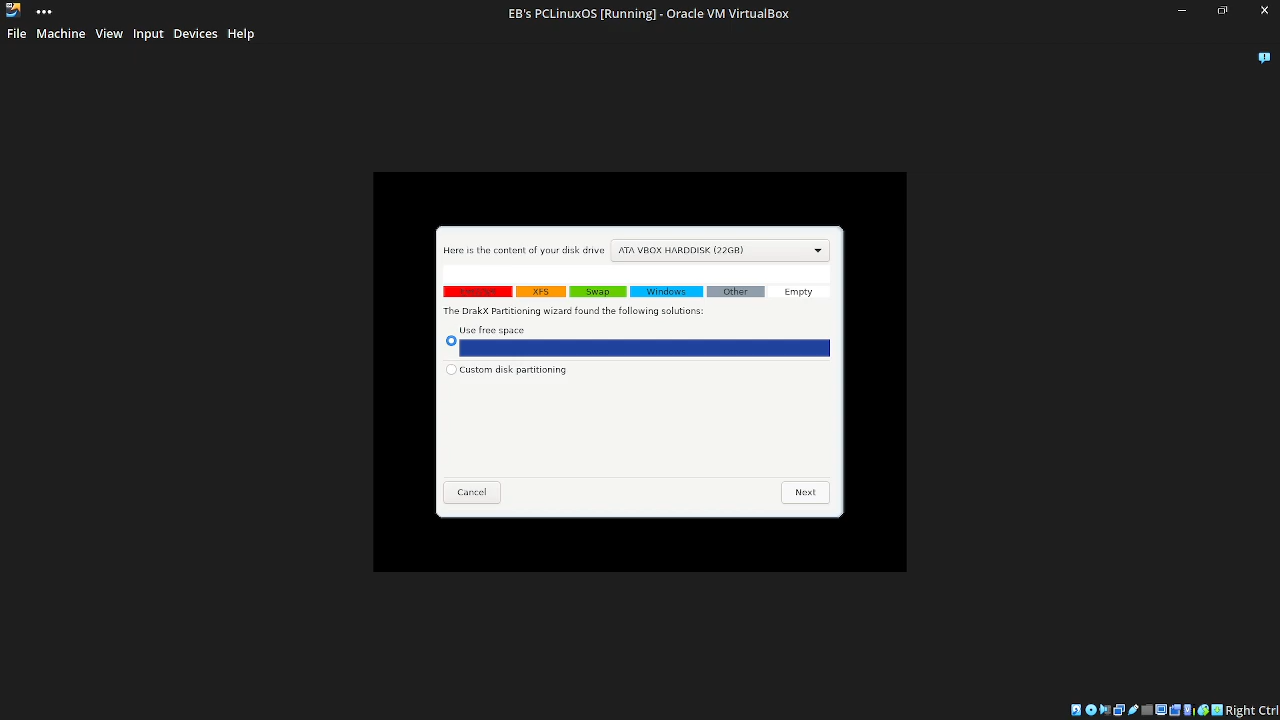 EB's PCLinuxOS [Running] - Oracle VM VirtualBox
File Machine View Input Devices Help
Here is the content of your disk drive ATA VBOX HARDDISK (22GB)
XFS Swap Windows Other Empty
The DrakX Partitioning wizard found the following solutions:
Use free space
Custom disk partitioning
Cancel Next
Right Ctrl